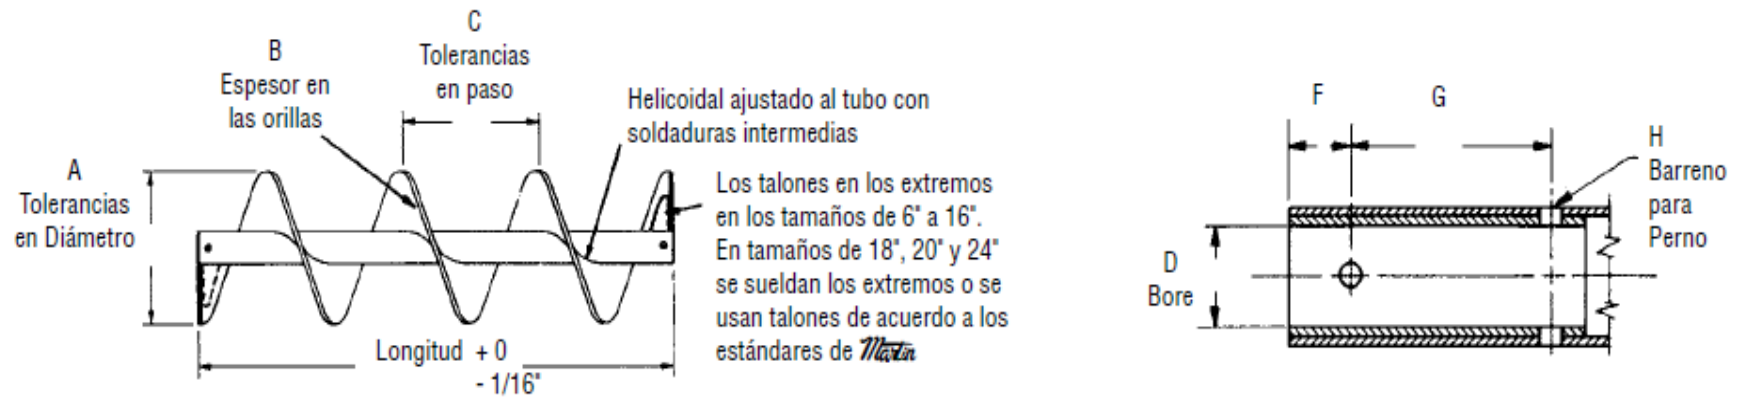 C
Tolerancias
en paso
B
Espesor en
las orillas
A
Tolerancias
en Diámetro
Helicoidal ajustado al tubo con
soldaduras intermedias
Los talones en los extremos
en los tamaños de 6" a 16".
En tamaños de 18", 20" y 24"
se sueldan los extremos o se
usan talones de acuerdo a los
estándares de Martin
Longitud + 0
- 1/16"
F
G
H
Barreno
para
Perno
D
Bore